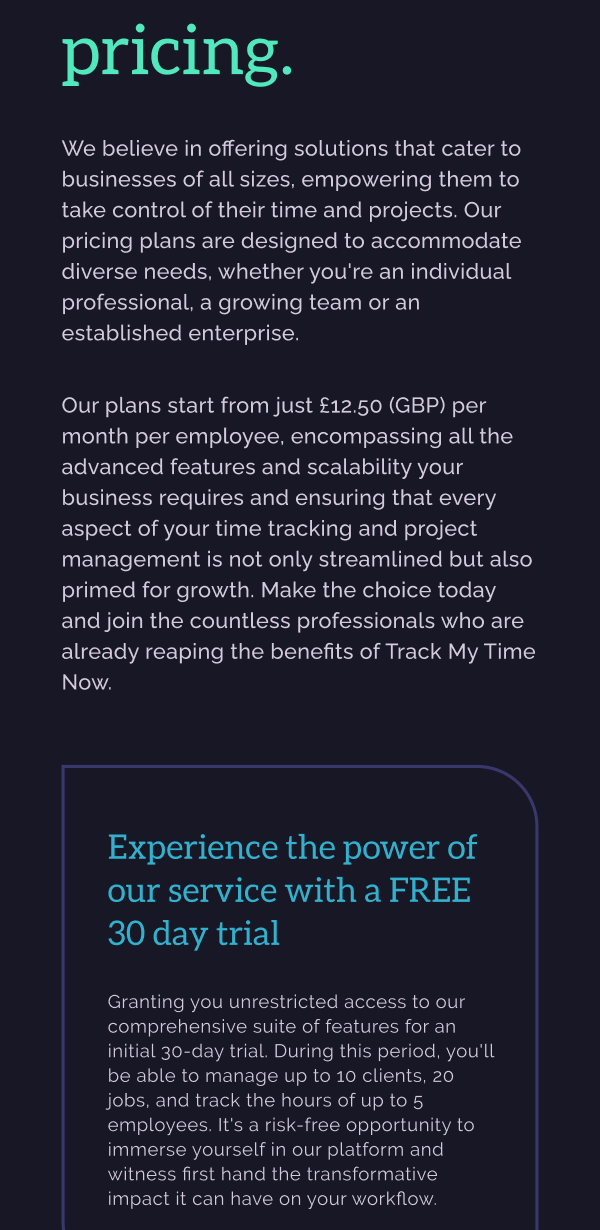 pricing.
We believe in offering solutions that cater to
businesses of all sizes, empowering them to
take control of their time and projects. Our
pricing plans are designed to accommodate
diverse needs, whether you're an individual
professional, a growing team or an
established enterprise.
Our plans start from just £12.50 (GBP) per
month per employee, encompassing all the
advanced features and scalability your
business requires and ensuring that every
aspect of your time tracking and project
management is not only streamlined but also
primed for growth. Make the choice today
and join the countless professionals who are
already reaping the benefits of Track My Time
Now.
Experience the power of
our service with a FREE
30 day trial
Granting you unrestricted access to our
comprehensive suite of features for an
initial 30-day trial. During this period, you'll
be able to manage up to 10 clients, 20
jobs, and track the hours of up to 5
employees. It's a risk-free opportunity to
immerse yourself in our platform and
witness first hand the transformative
impact it can have on your workflow.